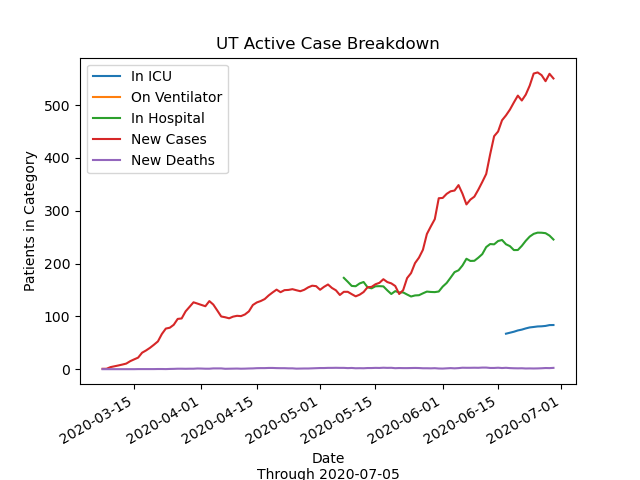 UT Active Case Breakdown
In ICU
On Ventilator
In Hospital
New Cases
New Deaths
Patients in Category
500
400
300
200
100
0
2020-03-15
2020-04-01
2020-04-15
2020-05-01
2020-05-15
2020-06-01
2020-06-15
2020-07-01
Date
Through 2020-07-05